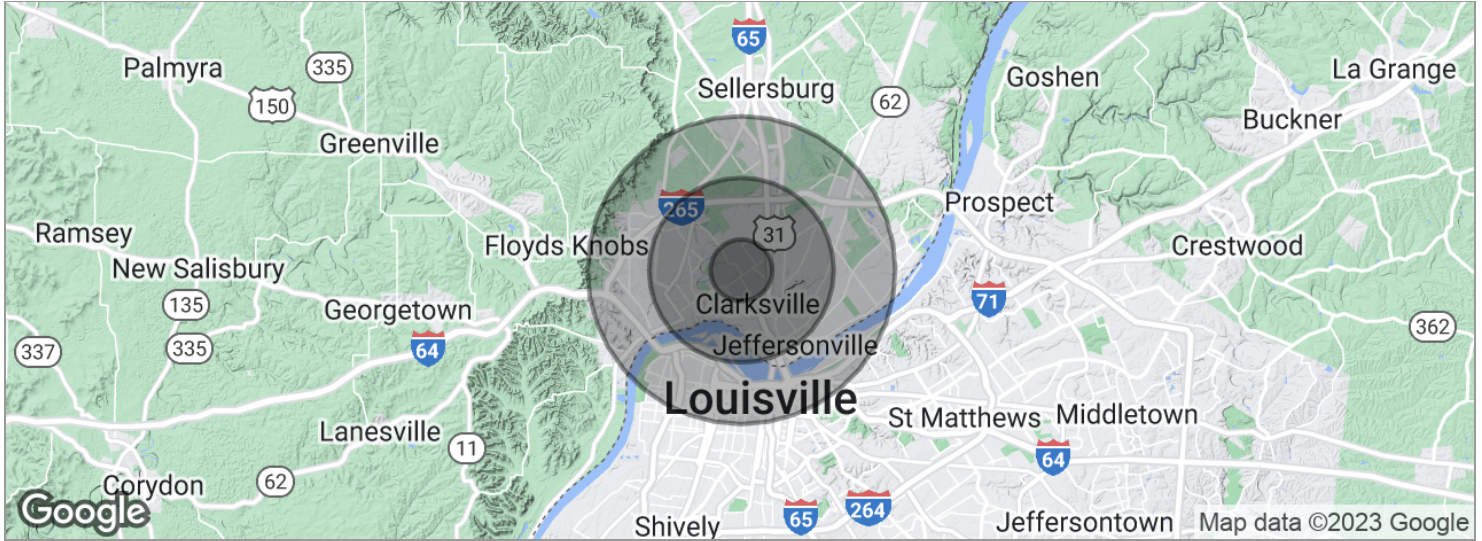 65
Palmyra
335
La Grange
Goshen
Sellersburg
62
150
Buckner
Greenville
Prospect
265
Ramsey
31
Floyds Knobs
Crestwood
New Salisbury
135
Georgetown
Clarksville
71
362
337
335
64
Jeffersonville
Louisville
St Matthews
Middletown
Lanesville
11
64
Corydon
62
Google
65
264
Shively
Jeffersontown
Map data ©2023 Google